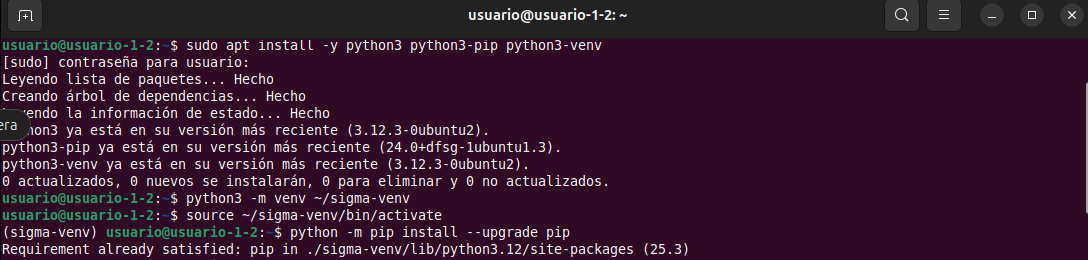 usuario@usuario-1-2: ~
usuario@usuario-1-2:~$ sudo apt install -y python3 python3-pip python3-venv
[sudo] contraseña para usuario:
Leyendo lista de paquetes... Hecho
Creando árbol de dependencias... Hecho
yendo la información de estado... Hecho
era
hon3 ya está en su versión más reciente (3.12.3-0ubuntu2).
python3-pip ya está en su versión más reciente (24.0+dfsg-1ubuntu1.3).
python3-venv ya está en su versión más reciente (3.12.3-0ubuntu2).
0 actualizados, 0 nuevos se instalarán, 0 para eliminar y 0 no actualizados.
usuario@usuario-1-2:~$ python3 -m venv ~/sigma-venv
usuario@usuario-1-2:~$ source ~/sigma-venv/bin/activate
(sigma-venv) usuario@usuario-1-2:~$ python -m pip install --upgrade pip
Requirement already satisfied: pip in ./sigma-venv/lib/python3.12/site-packages (25.3)